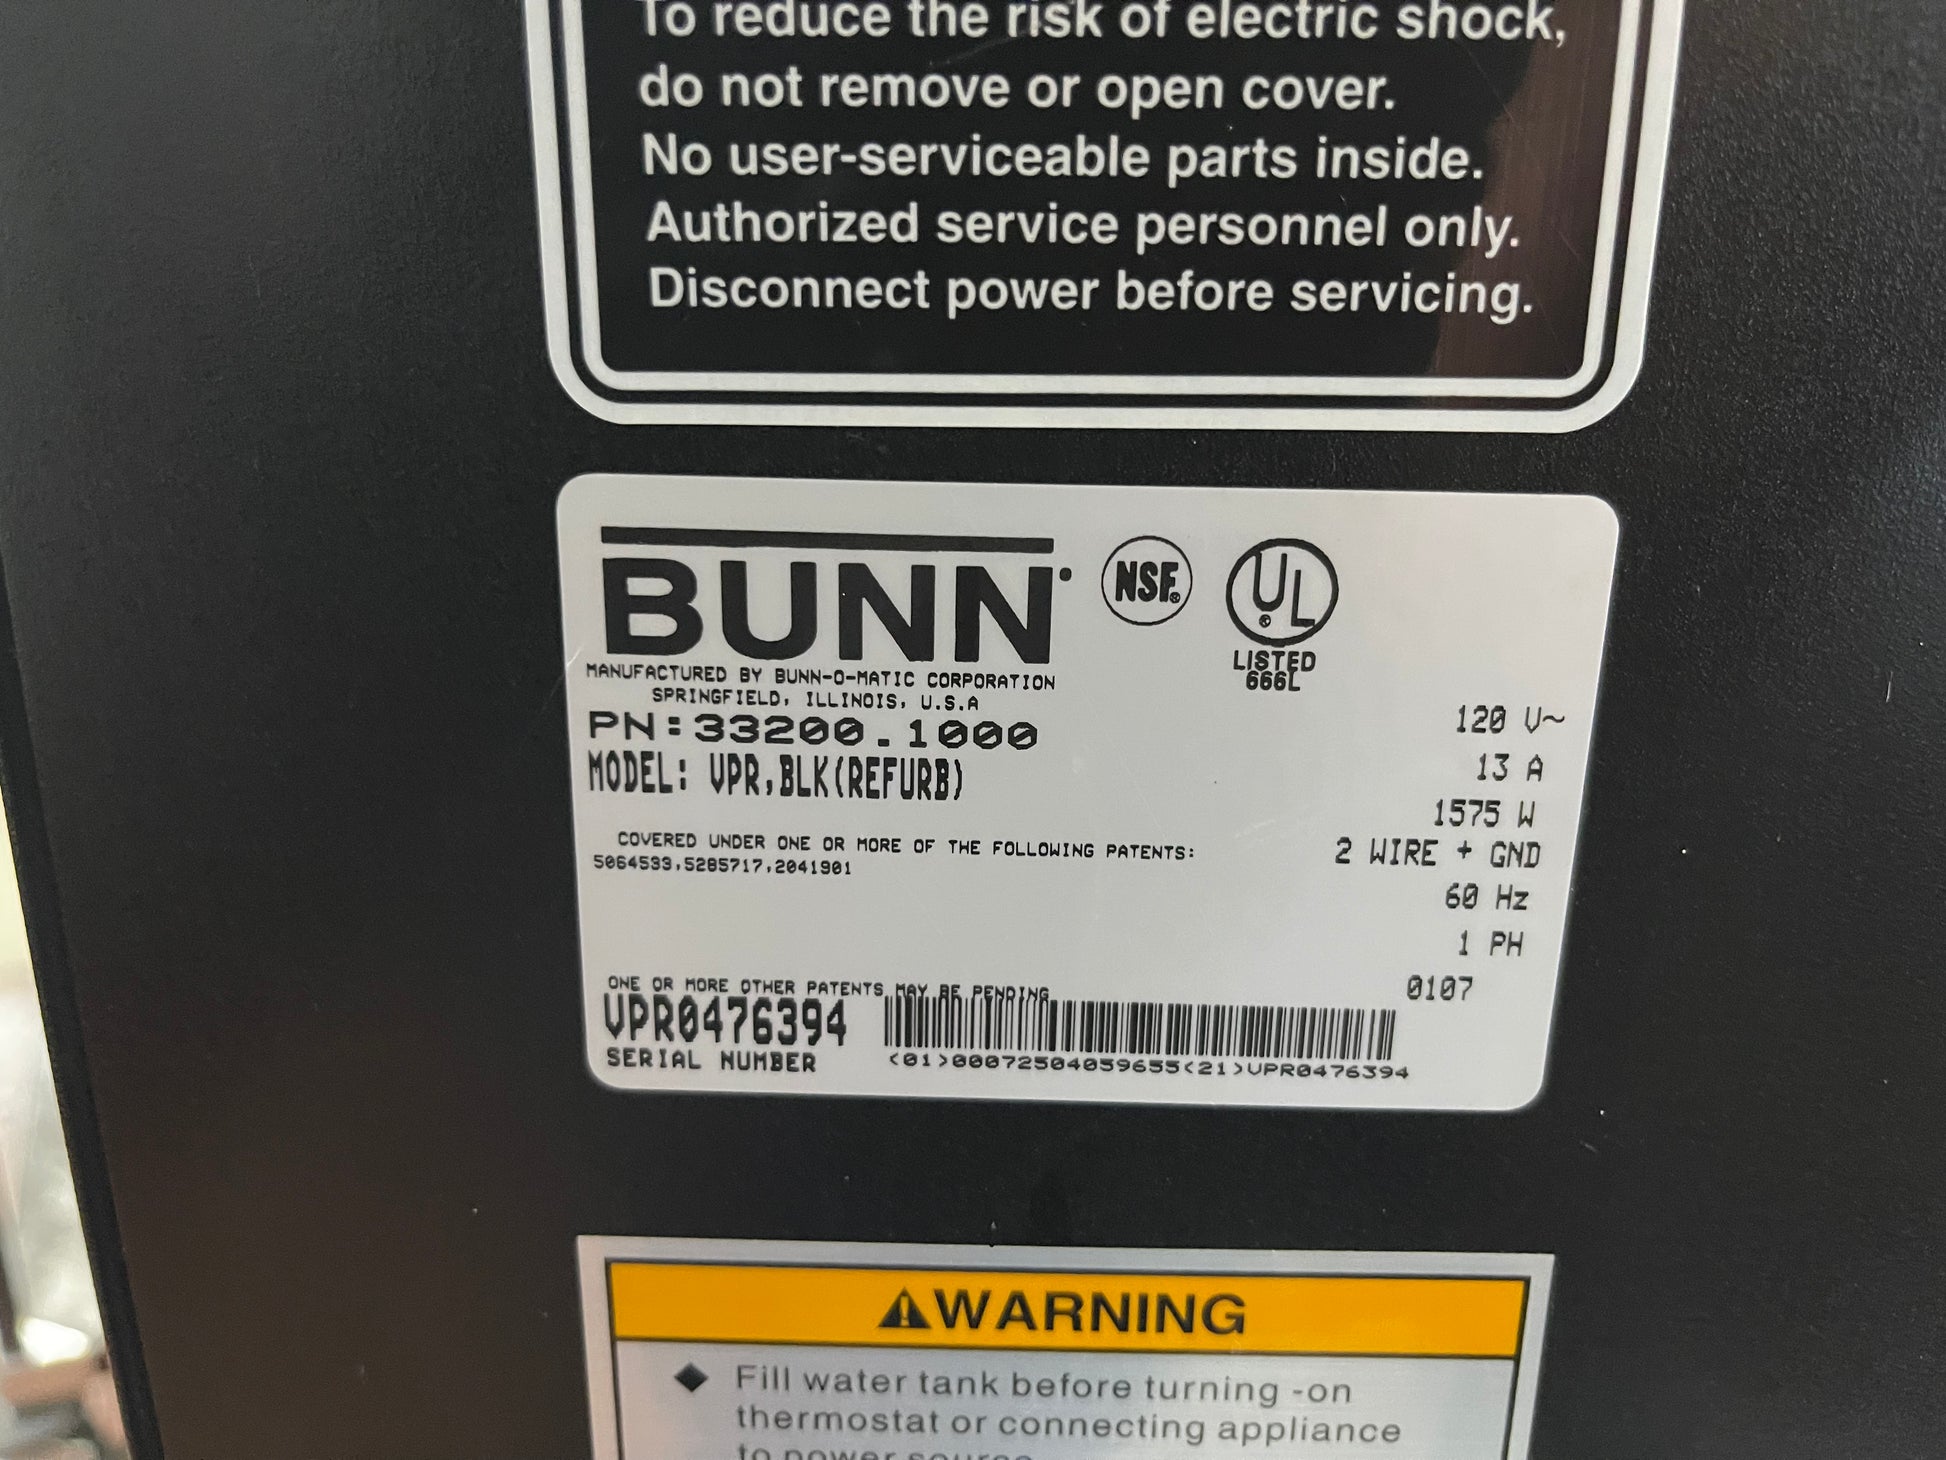 To reduce the risk of electric shock,
do not remove or open cover.
No user-serviceable parts inside.
Authorized service personnel only.
Disconnect power before servicing.
BUNN
NSF®
UL®
LISTED
666L
MANUFACTURED BY BUNN-O-MATIC CORPORATION
SPRINGFIELD, ILLINOIS, U.S.A
PN:33200.1000
MODEL: VPR,BLK(REFURB)
120 V~
13 A
1575 W
2 WIRE + GND
60 Hz
1 PH
0107
COVERED UNDER ONE OR MORE OF THE FOLLOWING PATENTS:
5064533,5285717,2041901
ONE OR MORE OTHER PATENTS MAY BE PENDING
VPR0476394
SERIAL NUMBER
<01>00072504059655<21>VPR0476394
WARNING
◆ Fill water tank before turning -on
thermostat or connecting appliance
to power source.